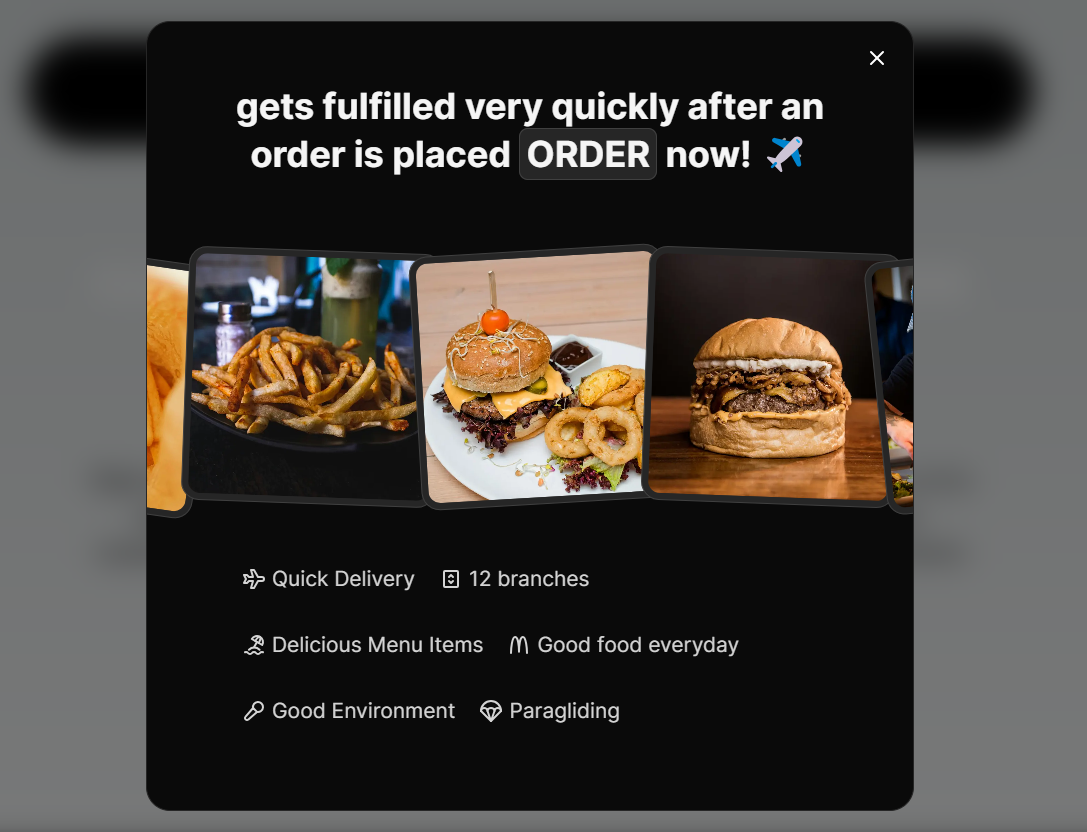 gets fulfilled very quickly after an
order is placed ORDER now! ✈️
Quick Delivery 12 branches
Delicious Menu Items Good food everyday
Good Environment Paragliding